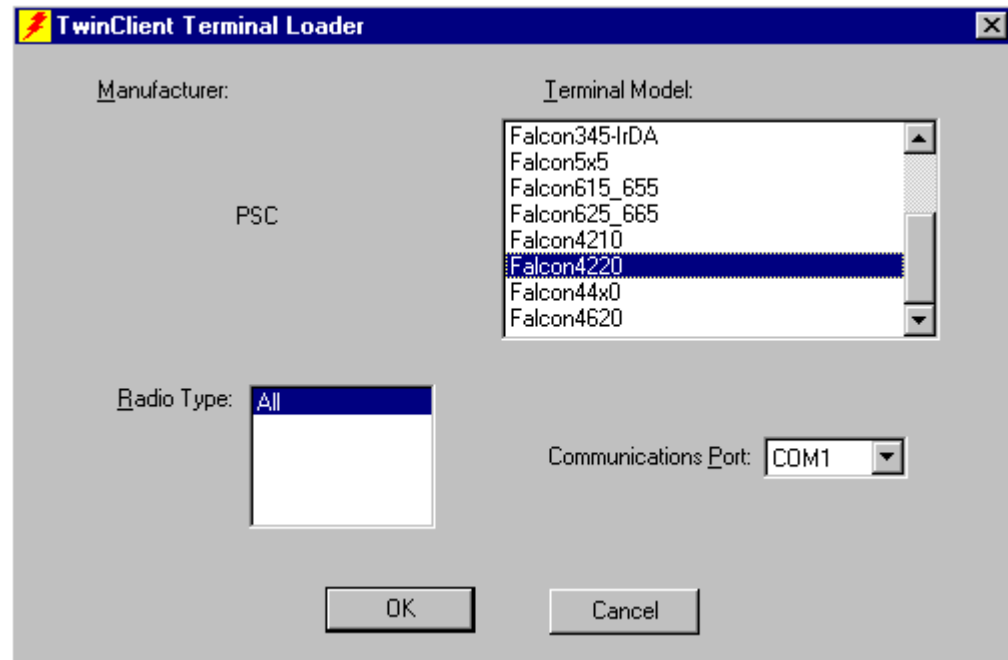 TwinClient Terminal Loader
Manufacturer:
Terminal Model:
PSC
Falcon345-IrDA
Falcon5x5
Falcon615_655
Falcon625_665
Falcon4210
Falcon4220
Falcon44x0
Falcon4620
Radio Type:
All
Communications Port:
COM1
OK
Cancel